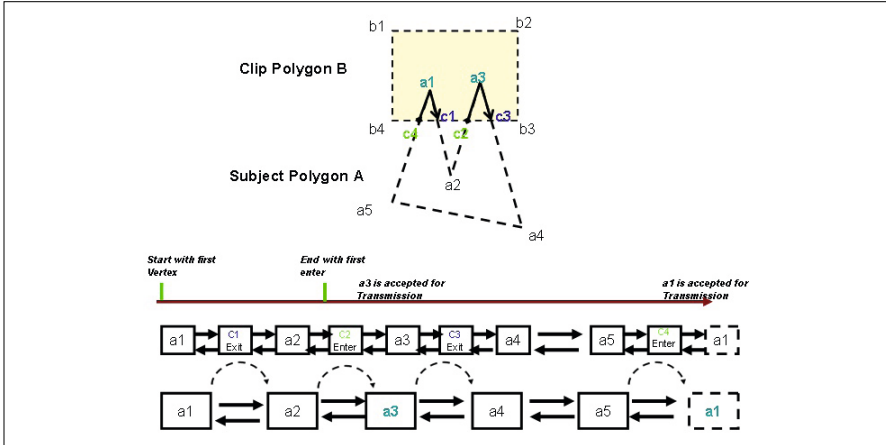 b1
b2
Clip Polygon B
a1
a3
b4
c4
c1
c2
c3
b3
Subject Polygon A
a2
a5
a4
Start with first
Vertex
End with first
enter
a3 is accepted for
Transmission
a1 is accepted for
Transmission
a1
C1
Exit
a2
C2
Enter
a3
C3
Exit
a4
a5
C4
Enter
a1
a1
a2
a3
a4
a5
a1